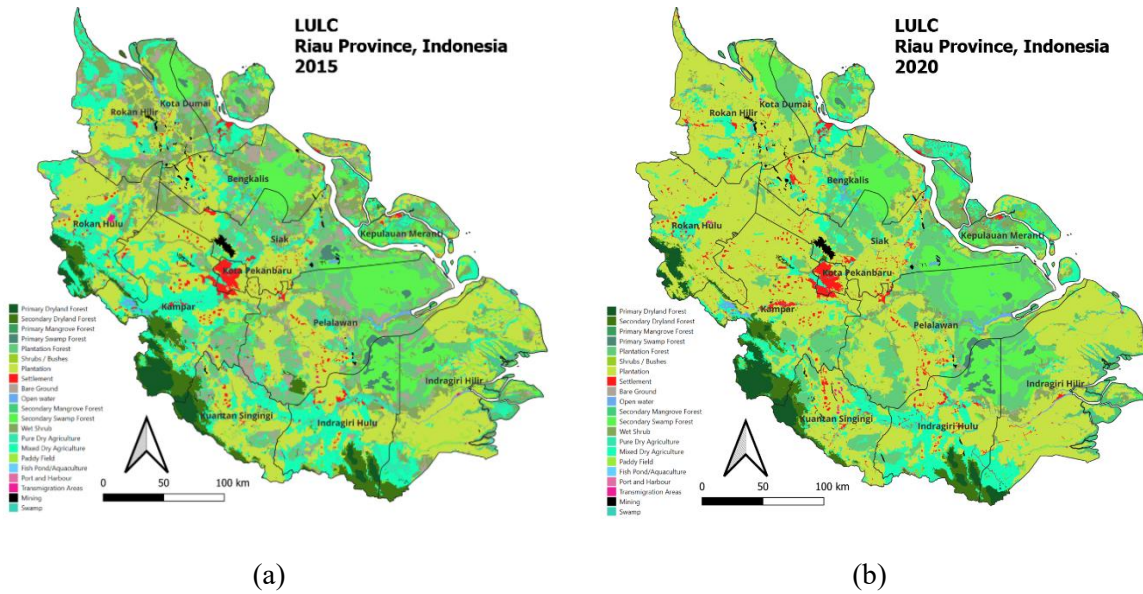 LULC
Riau Province, Indonesia
2015
Kota Dumai
Rokan Hilir
Bengkalis
Rokan Hulu
Siak
Kepulauan Meranti
Kota Pekanbaru
Kampar
Pelalawan
Indragiri Hilir
Kuantan Singingi
Indragiri Hulu
Primary Dryland Forest
Secondary Dryland Forest
Primary Mangrove Forest
Primary Swamp Forest
Plantation Forest
Shrubs / Bushes
Plantation
Settlement
Bare Ground
Open water
Secondary Mangrove Forest
Secondary Swamp Forest
Wet Shrub
Pure Dry Agriculture
Mixed Dry Agriculture
Paddy Field
Fish Pond/Aquaculture
Port and Harbour
Transmigration Areas
Mining
Swamp
0 50 100 km
(a)
LULC
Riau Province, Indonesia
2020
Kota Dumai
Rokan Hilir
Bengkalis
Rokan Hulu
Siak
Kepulauan Meranti
Kota Pekanbaru
Kampar
Pelalawan
Indragiri Hilir
Kuantan Singingi
Indragiri Hulu
Primary Dryland Forest
Secondary Dryland Forest
Primary Mangrove Forest
Primary Swamp Forest
Plantation Forest
Shrubs / Bushes
Plantation
Settlement
Bare Ground
Open water
Secondary Mangrove Forest
Secondary Swamp Forest
Wet Shrub
Pure Dry Agriculture
Mixed Dry Agriculture
Paddy Field
Fish Pond/Aquaculture
Port and Harbour
Transmigration Areas
Mining
Swamp
0 50 100 km
(b)